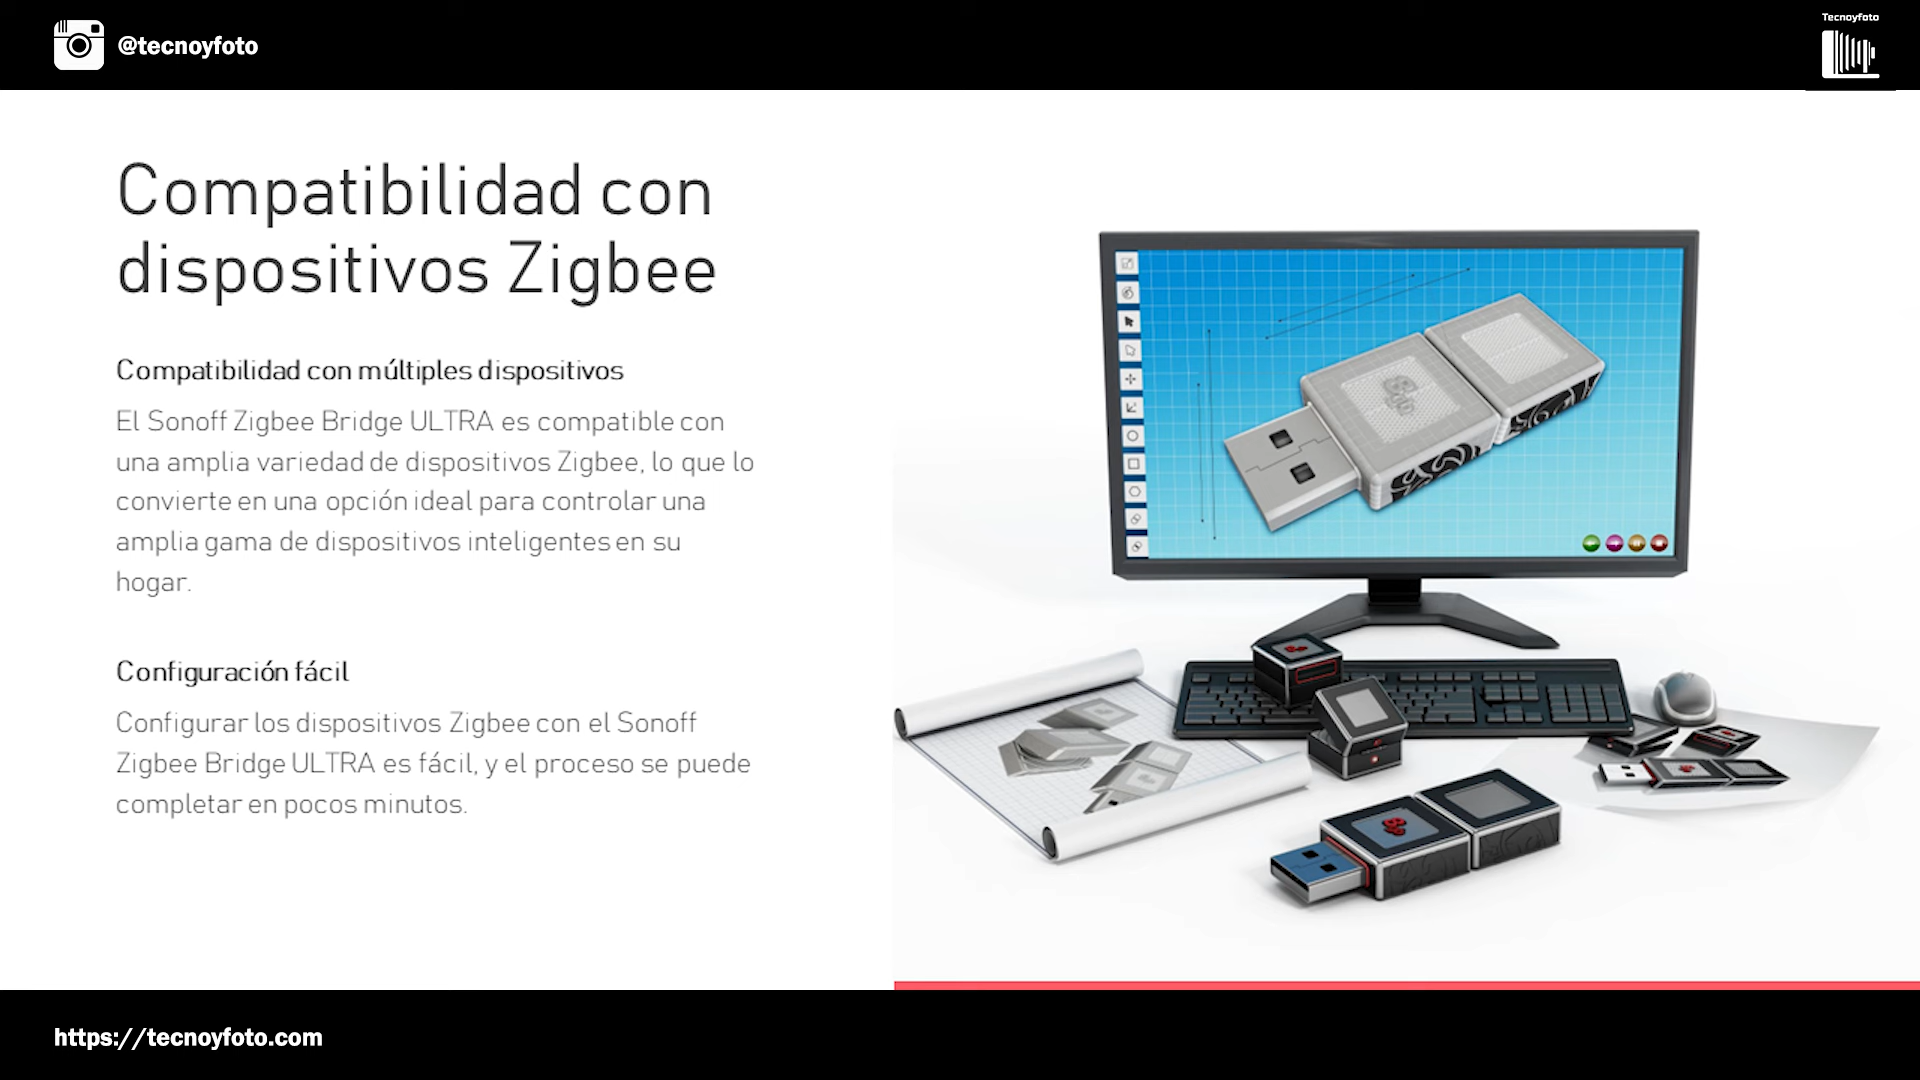 @tecnoyfoto
Tecnoyfoto
Compatibilidad con
dispositivos Zigbee
Compatibilidad con múltiples dispositivos
El Sonoff Zigbee Bridge ULTRA es compatible con
una amplia variedad de dispositivos Zigbee, lo que lo
convierte en una opción ideal para controlar una
amplia gama de dispositivos inteligentes en su
hogar.
Configuración fácil
Configurar los dispositivos Zigbee con el Sonoff
Zigbee Bridge ULTRA es fácil, y el proceso se puede
completar en pocos minutos.
https://tecnoyfoto.com